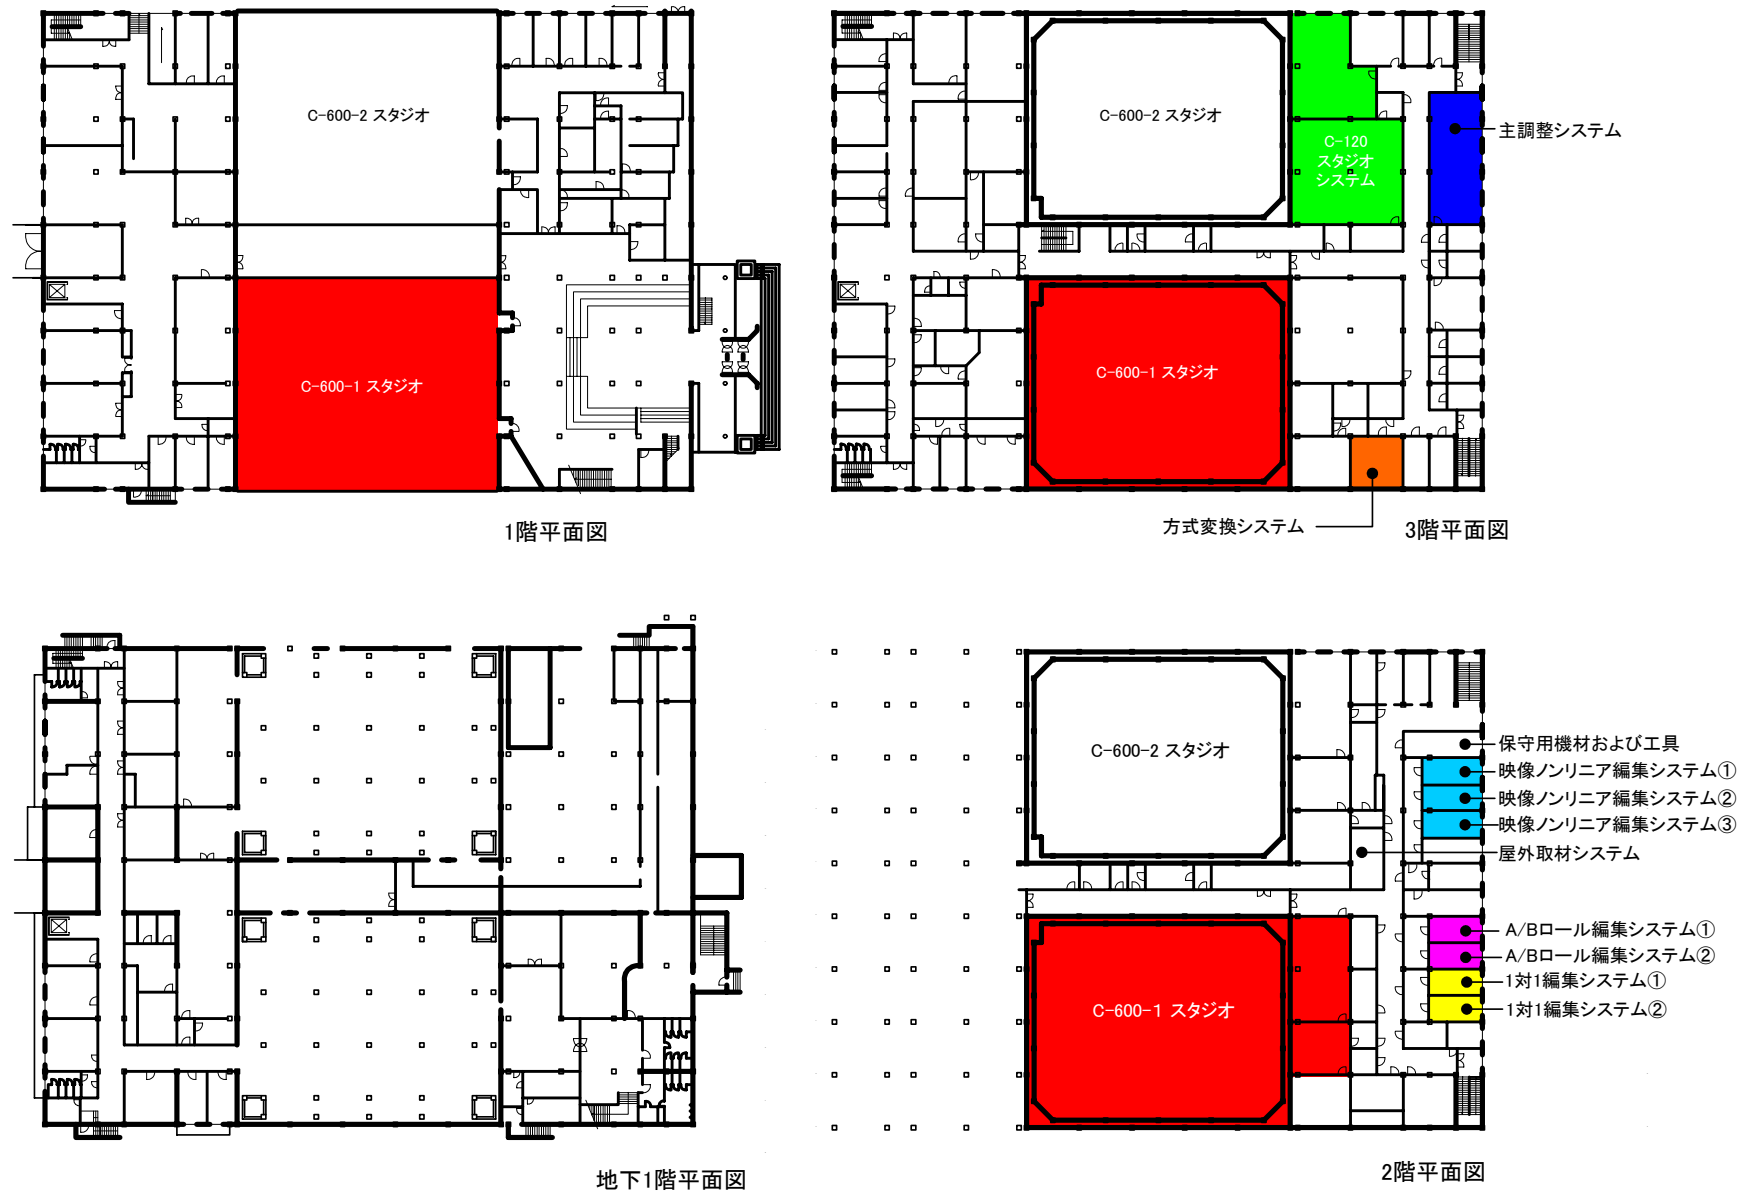 C-600-2 スタジオ
C-600-1 スタジオ
1階平面図
C-600-2 スタジオ
C-120
スタジオ
システム
主調整システム
C-600-1 スタジオ
方式変換システム
3階平面図
地下1階平面図
C-600-2 スタジオ
保守用機材および工具
映像ノンリニア編集システム①
映像ノンリニア編集システム②
映像ノンリニア編集システム③
屋外取材システム
A/Bロール編集システム①
A/Bロール編集システム②
1対1編集システム①
1対1編集システム②
C-600-1 スタジオ
2階平面図